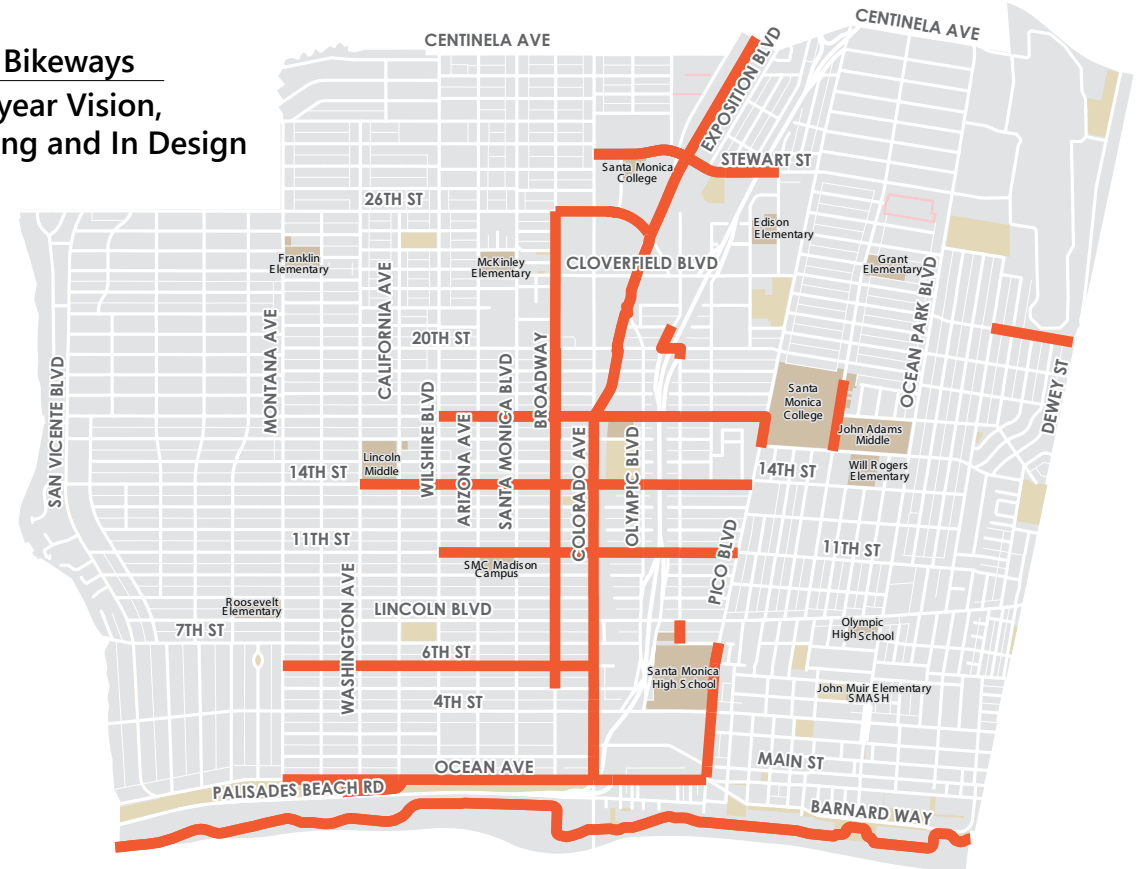 Bikeways
year Vision,
ng and In Design
CENTINELA AVE
CENTINELA AVE
EXPOSITION BLVD
STEWART ST
Santa Monica
College
26TH ST
Edison
Elementary
Franklin
Elementary
McKinley
Elementary
CLOVERFIELD BLVD
Grant
Elementary
OCEAN PARK BLVD
CALIFORNIA AVE
MONTANA AVE
20TH ST
BROADWAY
SAN VICENTE BLVD
SANTA MONICA BLVD
WILSHIRE BLVD
DEWEY ST
Santa
Monica
College
ARIZONA AVE
COLORADO AVE
OLYMPIC BLVD
John Adams
Middle
Lincoln
Middle
14TH ST
14TH ST
Will Rogers
Elementary
11TH ST
11TH ST
PICO BLVD
SMC Madison
Campus
WASHINGTON AVE
Roosevelt
Elementary
LINCOLN BLVD
7TH ST
Olympic
High School
6TH ST
Santa Monica
High School
John Muir Elementary
SMASH
4TH ST
MAIN ST
OCEAN AVE
PALISADES BEACH RD
BARNARD WAY